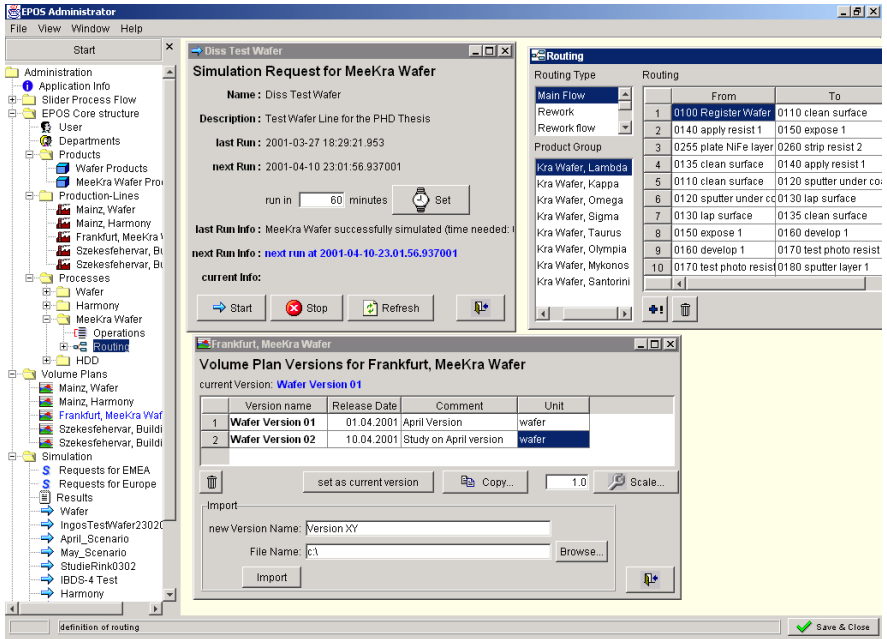 EPOS Administrator
File View Window Help
Start
Administration
Application Info
Slider Process Flow
EPOS Core structure
User
Departments
Products
Wafer Products
MeeKra Wafer Pro
Production-Lines
Mainz, Wafer
Mainz, Harmony
Frankfurt, MeeKra
Szekesfehervar, Bu
Szekesfehervar, Bu
Processes
Wafer
Harmony
MeeKra Wafer
Operations
Routing
HDD
Volume Plans
Mainz, Wafer
Mainz, Harmony
Frankfurt, MeeKra Waf
Szekesfehervar, Buildi
Szekesfehervar, Buildi
Simulation
Requests for EMEA
Requests for Europe
Results
Wafer
IngosTestWafer2302
April_Scenario
May_Scenario
StudieRink0302
IBDS-4 Test
Harmony
definition of routing
Save & Close
Diss Test Wafer
Simulation Request for MeeKra Wafer
Name : Diss Test Wafer
Description : Test Wafer Line for the PHD Thesis
last Run : 2001-03-27 18:29:21.953
next Run : 2001-04-10 23:01:56.937001
run in 60 minutes Set
last Run Info : MeeKra Wafer successfully simulated (time needed:
next Run Info : next run at 2001-04-10-23.01.56.937001
current Info:
Start Stop Refresh
Routing
Routing Type Routing
Main Flow
Rework
Rework flow
Product Group
Kra Wafer, Lambda
Kra Wafer, Kappa
Kra Wafer, Omega
Kra Wafer, Sigma
Kra Wafer, Taurus
Kra Wafer, Olympia
Kra Wafer, Mykonos
Kra Wafer, Santorini
From To
1 0100 Register Wafer 0110 clean surface
2 0140 apply resist 1 0150 expose 1
3 0255 plate NiFe layer 0260 strip resist 2
4 0135 clean surface 0140 apply resist 1
5 0110 clean surface 0120 sputter under coa
6 0120 sputter under co 0130 lap surface
7 0130 lap surface 0135 clean surface
8 0150 expose 1 0160 develop 1
9 0160 develop 1 0170 test photo resist
10 0170 test photo resist 0180 sputter layer 1
Frankfurt, MeeKra Wafer
Volume Plan Versions for Frankfurt, MeeKra Wafer
current Version: Wafer Version 01
Version name Release Date Comment Unit
1 Wafer Version 01 01.04.2001 April Version wafer
2 Wafer Version 02 10.04.2001 Study on April version wafer
set as current version Copy... 1.0 Scale...
Import
new Version Name: Version XY
File Name: c:\ Browse...
Import